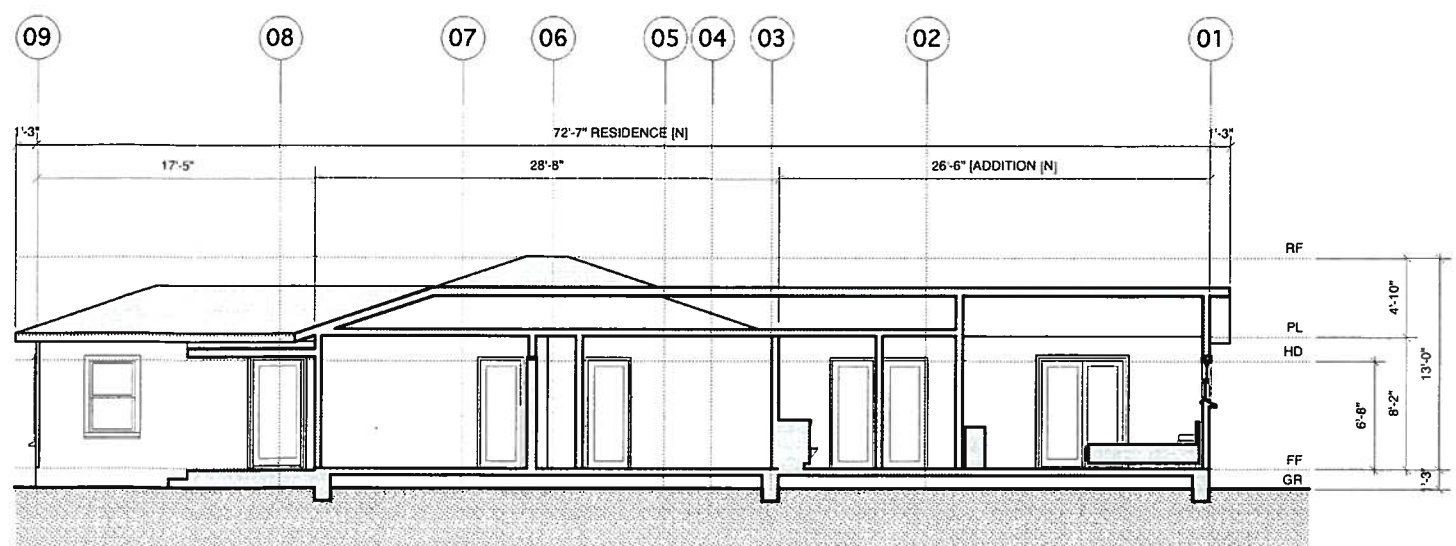 09 08 07 06 05 04 03 02 01
1'-3" 72'-7" RESIDENCE [N] 1'-3"
17'-5" 28'-8" 26'-6" [ADDITION [N]
RF
4'-10"
PL
HD
13'-0"
6'-8"
8'-2"
FF
GR
1'-3"